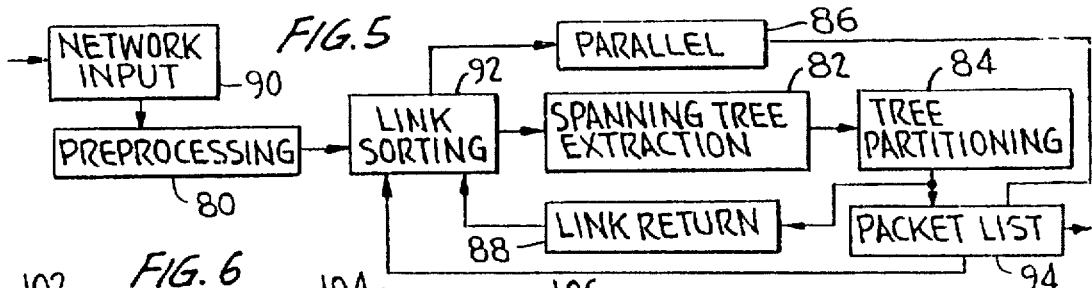 FIG. 5
NETWORK
INPUT
90
PREPROCESSING
80
LINK
SORTING
92
PARALLEL
86
SPANNING TREE
EXTRACTION
82
TREE
PARTITIONING
84
LINK RETURN
88
PACKET LIST
94
FIG. 6